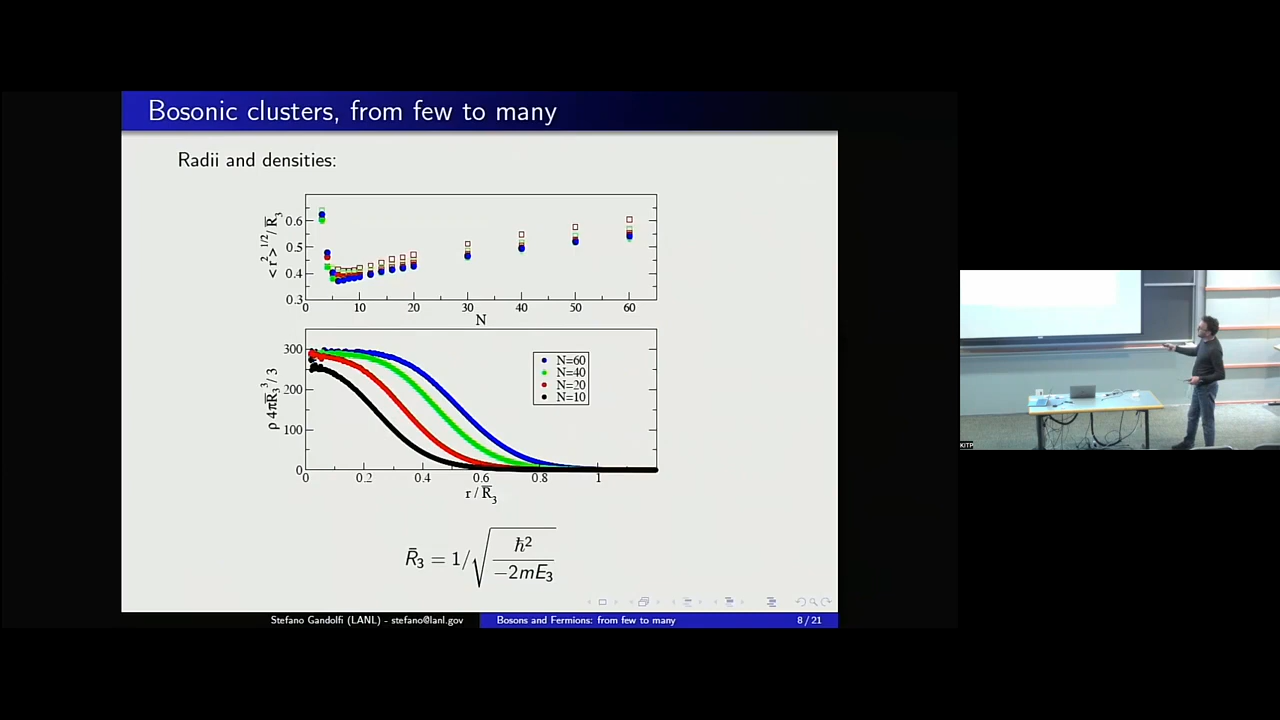 Bosonic clusters, from few to many
Radii and densities:
< r² >^1/2 / R̄₃
0.6
0.5
0.4
0.3
0 10 20 30 40 50 60
N
ρ 4πR̄₃³ / 3
300
200
100
0
N=60
N=40
N=20
N=10
0 0.2 0.4 0.6 0.8 1
r / R̄₃
R̄₃ = 1/√(ħ² / −2mE₃)
Stefano Gandolfi (LANL) - stefano@lanl.gov Bosons and Fermions: from few to many 8 / 21
KITP